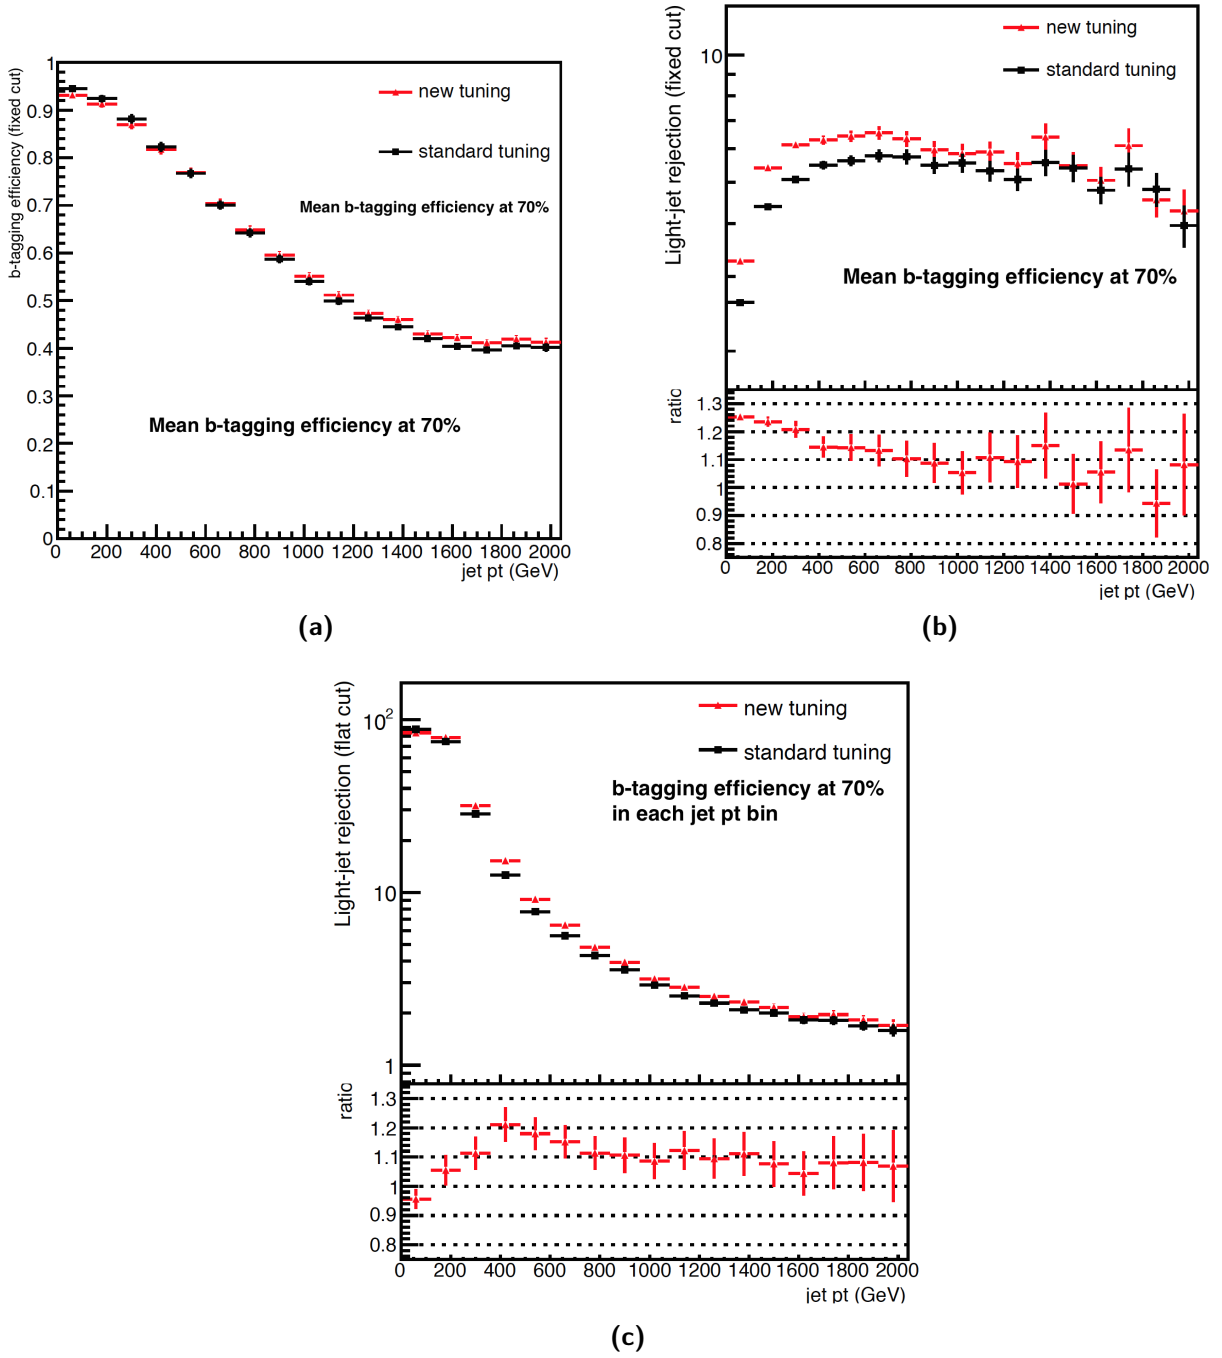 b-tagging efficiency (fixed cut)
1
0.9
0.8
0.7
0.6
0.5
0.4
0.3
0.2
0.1
0
new tuning
standard tuning
Mean b-tagging efficiency at 70%
Mean b-tagging efficiency at 70%
0 200 400 600 800 1000 1200 1400 1600 1800 2000
jet pt (GeV)
(a)
Light-jet rejection (fixed cut)
10
new tuning
standard tuning
Mean b-tagging efficiency at 70%
ratio
1.3
1.2
1.1
1
0.9
0.8
0 200 400 600 800 1000 1200 1400 1600 1800 2000
jet pt (GeV)
(b)
Light-jet rejection (flat cut)
10²
10
1
new tuning
standard tuning
b-tagging efficiency at 70%
in each jet pt bin
ratio
1.3
1.2
1.1
1
0.9
0.8
0 200 400 600 800 1000 1200 1400 1600 1800 2000
jet pt (GeV)
(c)